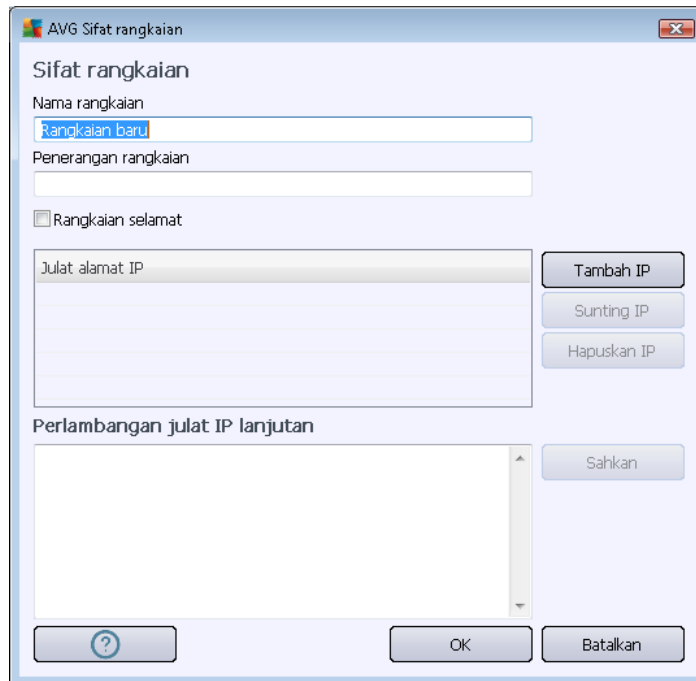 AVG Sifat rangkaian
Sifat rangkaian
Nama rangkaian
Rangkaian baru
Penerangan rangkaian
Rangkaian selamat
Julat alamat IP
Tambah IP
Sunting IP
Hapuskan IP
Perlambangan julat IP lanjutan
Sahkan
?
OK
Batalkan